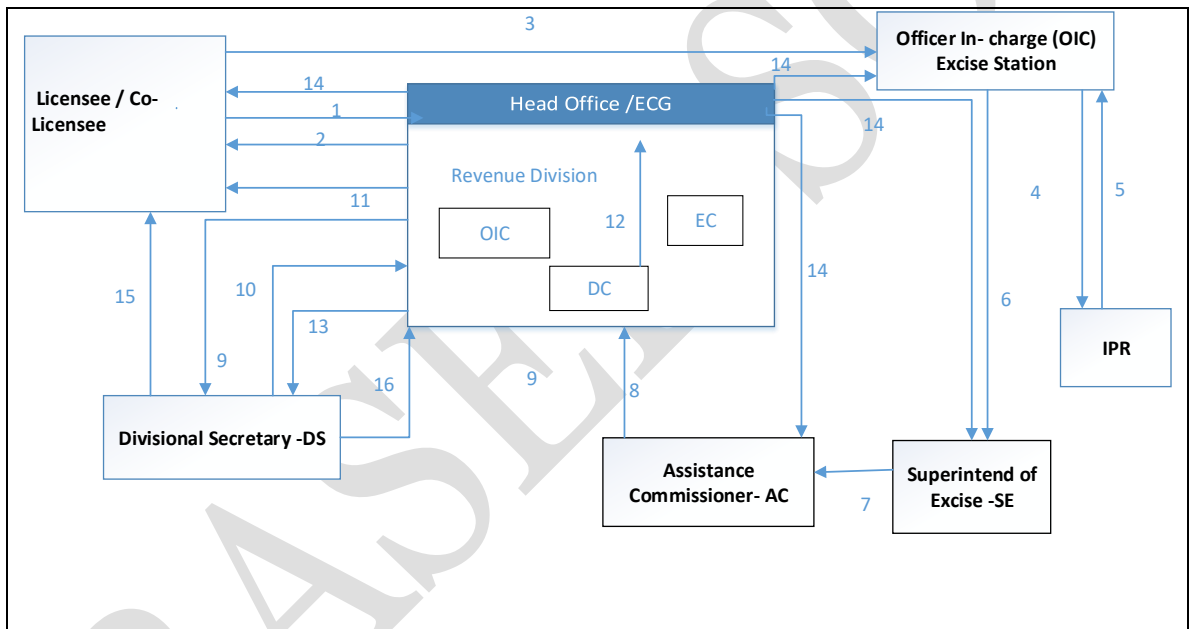 3
Officer In- charge (OIC)
Excise Station
Licensee / Co-
Licensee
14
14
Head Office /ECG
1
14
2
Revenue Division
11
4
5
OIC
12
EC
14
15
10
DC
6
13
IPR
9
16
9
8
Divisional Secretary -DS
Assistance
Commissioner- AC
Superintend of
Excise -SE
7